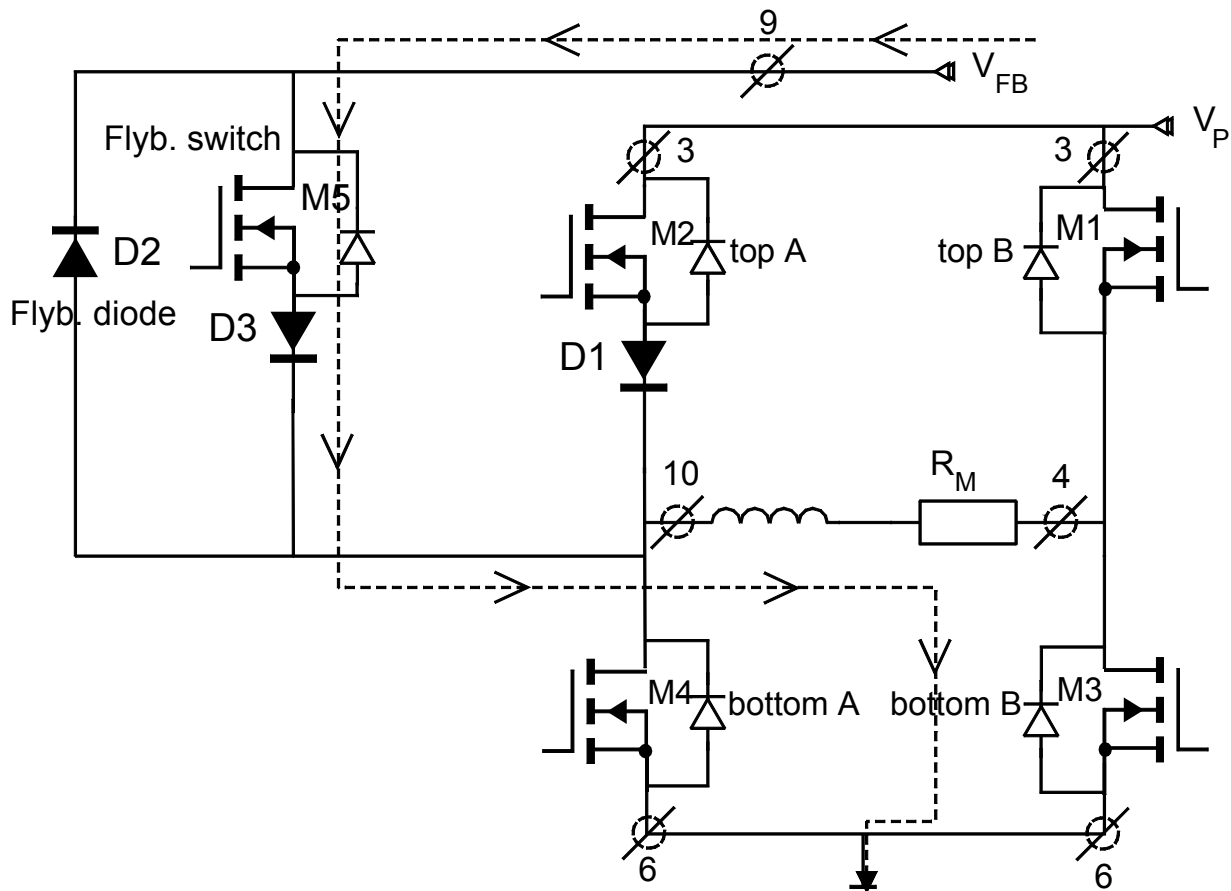 9
V_FB
V_P
Flyb. switch
3
3
M5
M2
M1
D2
top A
top B
Flyb. diode
D3
D1
10
R_M
4
M4
bottom A
bottom B
M3
6
6